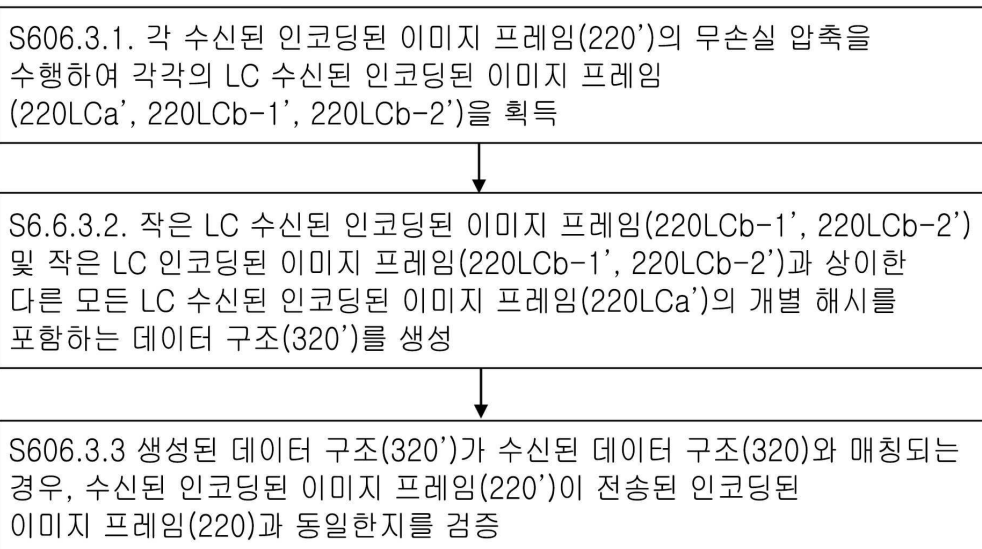 S606.3.1. 각 수신된 인코딩된 이미지 프레임(220’)의 무손실 압축을
수행하여 각각의 LC 수신된 인코딩된 이미지 프레임
(220LCa’, 220LCb-1’, 220LCb-2’)을 획득
S6.6.3.2. 작은 LC 수신된 인코딩된 이미지 프레임(220LCb-1’, 220LCb-2’)
및 작은 LC 인코딩된 이미지 프레임(220LCb-1’, 220LCb-2’)과 상이한
다른 모든 LC 수신된 인코딩된 이미지 프레임(220LCa’)의 개별 해시를
포함하는 데이터 구조(320’)를 생성
S606.3.3 생성된 데이터 구조(320’)가 수신된 데이터 구조(320)와 매칭되는
경우, 수신된 인코딩된 이미지 프레임(220’)이 전송된 인코딩된
이미지 프레임(220)과 동일한지를 검증